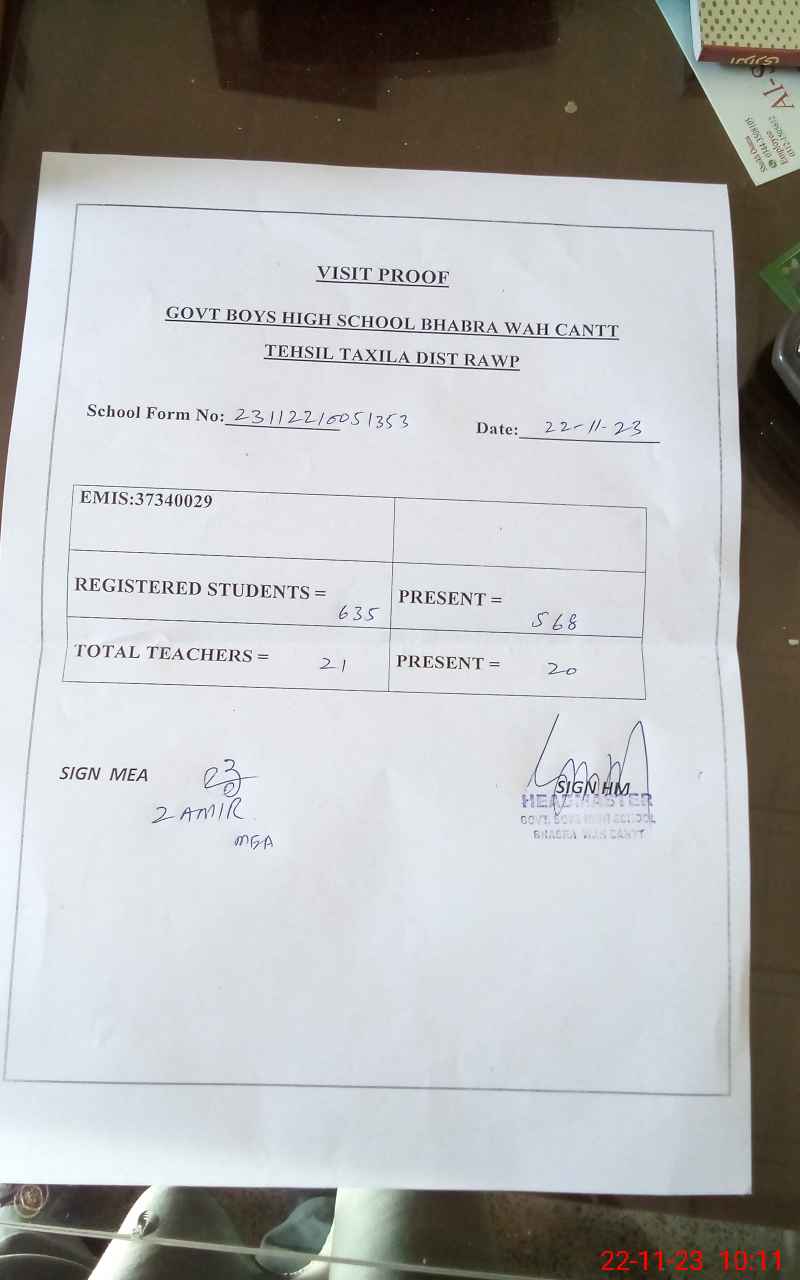 VISIT PROOF
GOVT BOYS HIGH SCHOOL BHABRA WAH CANTT
TEHSIL TAXILA DIST RAWP
School Form No: 23112210051353
Date: 22-11-23
EMIS:37340029
REGISTERED STUDENTS = 635
PRESENT = 568
TOTAL TEACHERS = 21
PRESENT = 20
SIGN MEA
ZAMIR
MEA
SIGN HM
HEADMASTER
GOVT. BOYS HIGH SCHOOL
BHABRA WAH CANTT
Employee
22-11-23 10:11